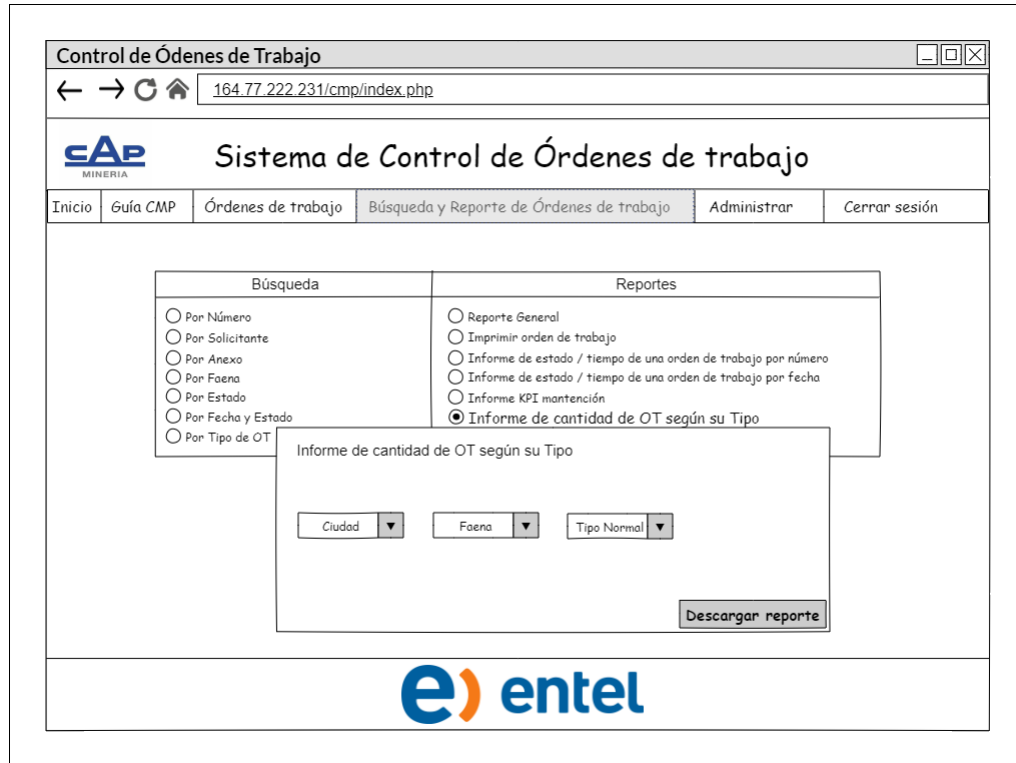 Control de Ódenes de Trabajo
164.77.222.231/cmp/index.php
CAP
MINERIA
Sistema de Control de Órdenes de trabajo
Inicio
Guía CMP
Órdenes de trabajo
Búsqueda y Reporte de Órdenes de trabajo
Administrar
Cerrar sesión
Búsqueda
Por Número
Por Solicitante
Por Anexo
Por Faena
Por Estado
Por Fecha y Estado
Por Tipo de OT
Reportes
Reporte General
Imprimir orden de trabajo
Informe de estado / tiempo de una orden de trabajo por número
Informe de estado / tiempo de una orden de trabajo por fecha
Informe KPI mantención
Informe de cantidad de OT según su Tipo
Informe de cantidad de OT según su Tipo
Ciudad
Faena
Tipo Normal
Descargar reporte
e) entel